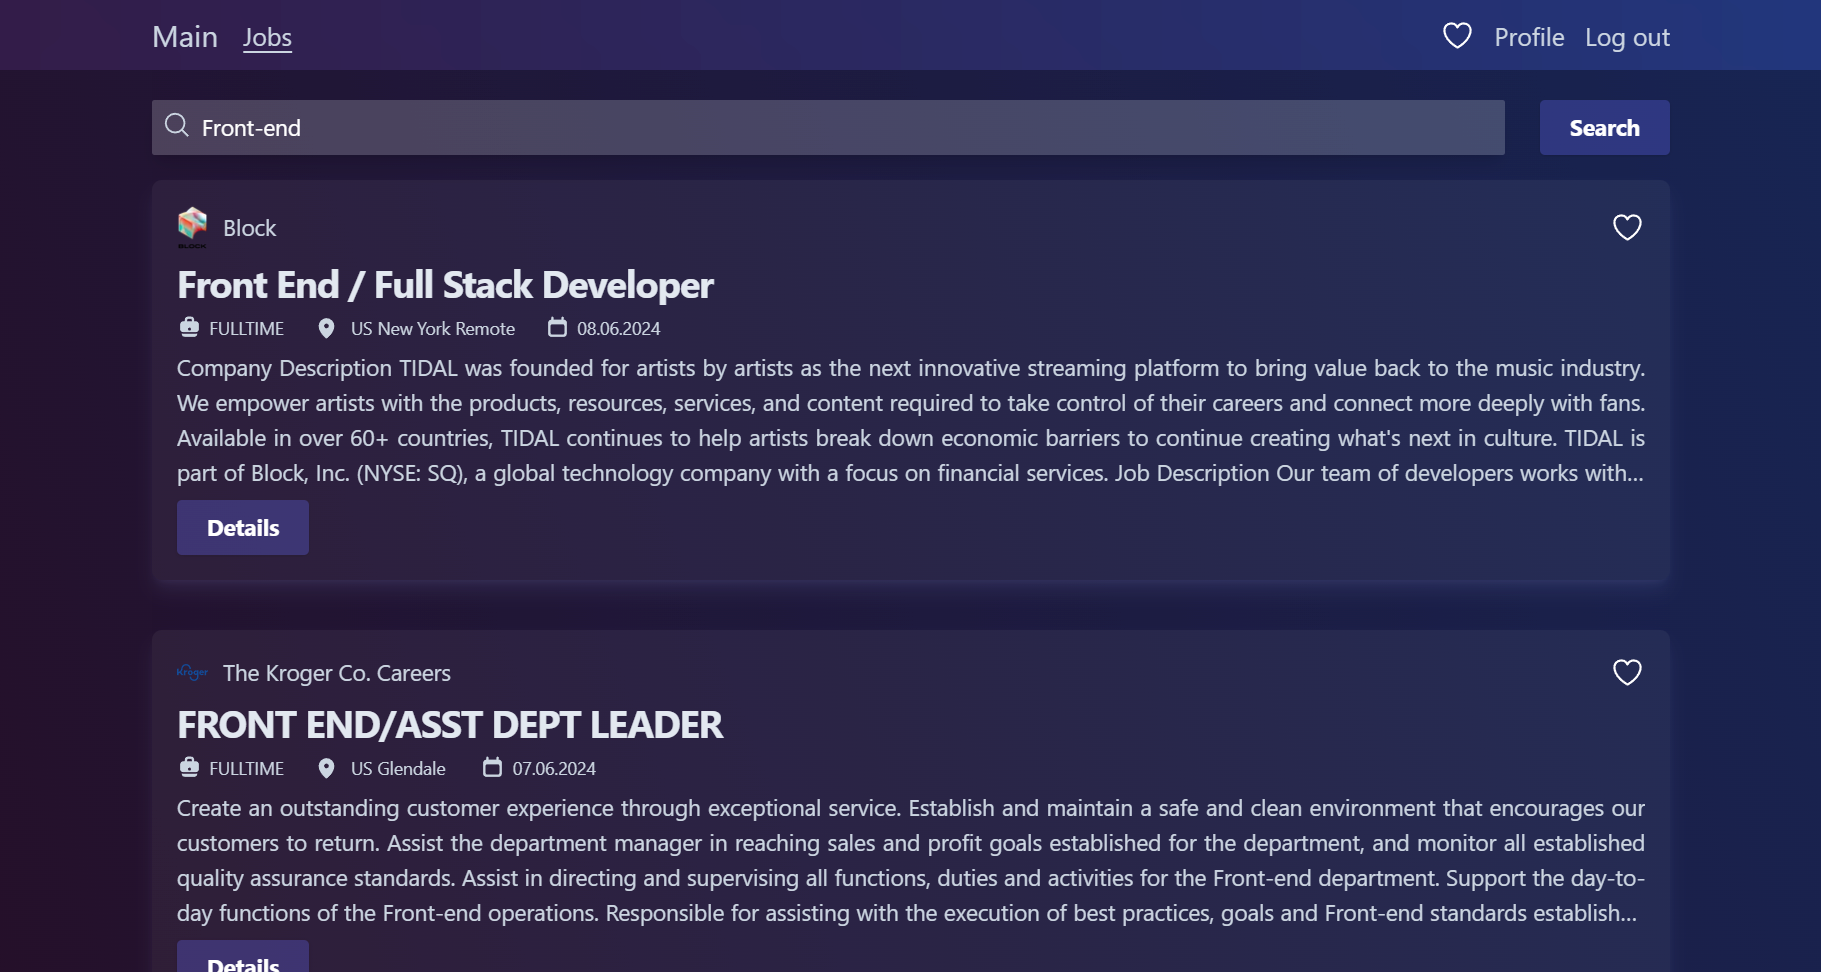 Main Jobs Profile Log out
Front-end Search
BLOCK Block
Front End / Full Stack Developer
FULLTIME US New York Remote 08.06.2024
Company Description TIDAL was founded for artists by artists as the next innovative streaming platform to bring value back to the music industry.
We empower artists with the products, resources, services, and content required to take control of their careers and connect more deeply with fans.
Available in over 60+ countries, TIDAL continues to help artists break down economic barriers to continue creating what's next in culture. TIDAL is
part of Block, Inc. (NYSE: SQ), a global technology company with a focus on financial services. Job Description Our team of developers works with...
Details
Kroger The Kroger Co. Careers
FRONT END/ASST DEPT LEADER
FULLTIME US Glendale 07.06.2024
Create an outstanding customer experience through exceptional service. Establish and maintain a safe and clean environment that encourages our
customers to return. Assist the department manager in reaching sales and profit goals established for the department, and monitor all established
quality assurance standards. Assist in directing and supervising all functions, duties and activities for the Front-end department. Support the day-to-
day functions of the Front-end operations. Responsible for assisting with the execution of best practices, goals and Front-end standards establish...
Details